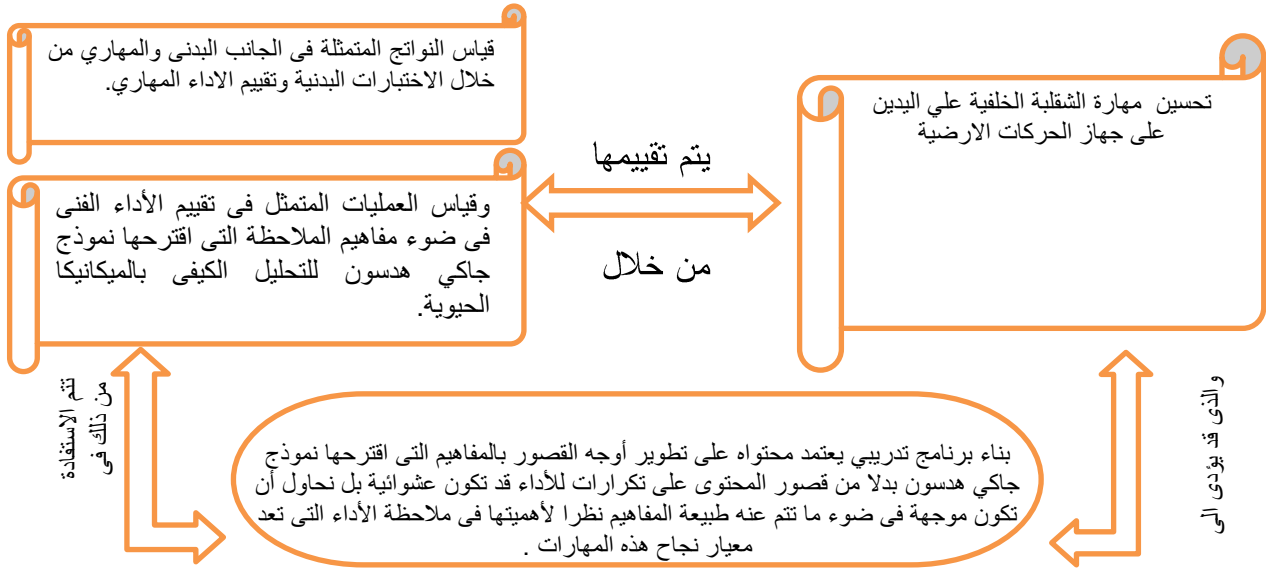 تحسين مهارة الشقلبة الخلفية علي اليدين
على جهاز الحركات الارضية
يتم تقييمها
من خلال
قياس النواتج المتمثلة فى الجانب البدنى والمهاري من
خلال الاختبارات البدنية وتقييم الاداء المهاري.
وقياس العمليات المتمثل فى تقييم الأداء الفنى
فى ضوء مفاهيم الملاحظة التى اقترحها نموذج
جاكي هدسون للتحليل الكيفى بالميكانيكا
الحيوية.
تتم الاستفادة
من ذلك فى
بناء برنامج تدريبي يعتمد محتواه على تطوير أوجه القصور بالمفاهيم التى اقترحها نموذج
جاكي هدسون بدلا من قصور المحتوى على تكرارات للأداء قد تكون عشوائية بل نحاول أن
تكون موجهة فى ضوء ما تتم عنه طبيعة المفاهيم نظرا لأهميتها فى ملاحظة الأداء التى تعد
معيار نجاح هذه المهارات .
والذى قد يؤدى الى